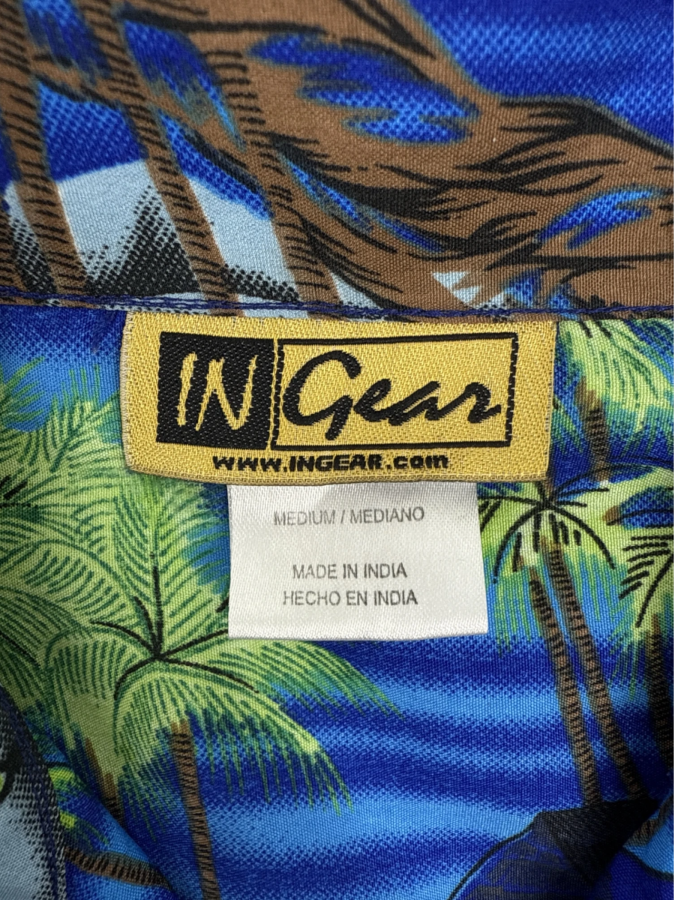 IN Gear
www.INGEAR.com
MEDIUM / MEDIANO
MADE IN INDIA
HECHO EN INDIA